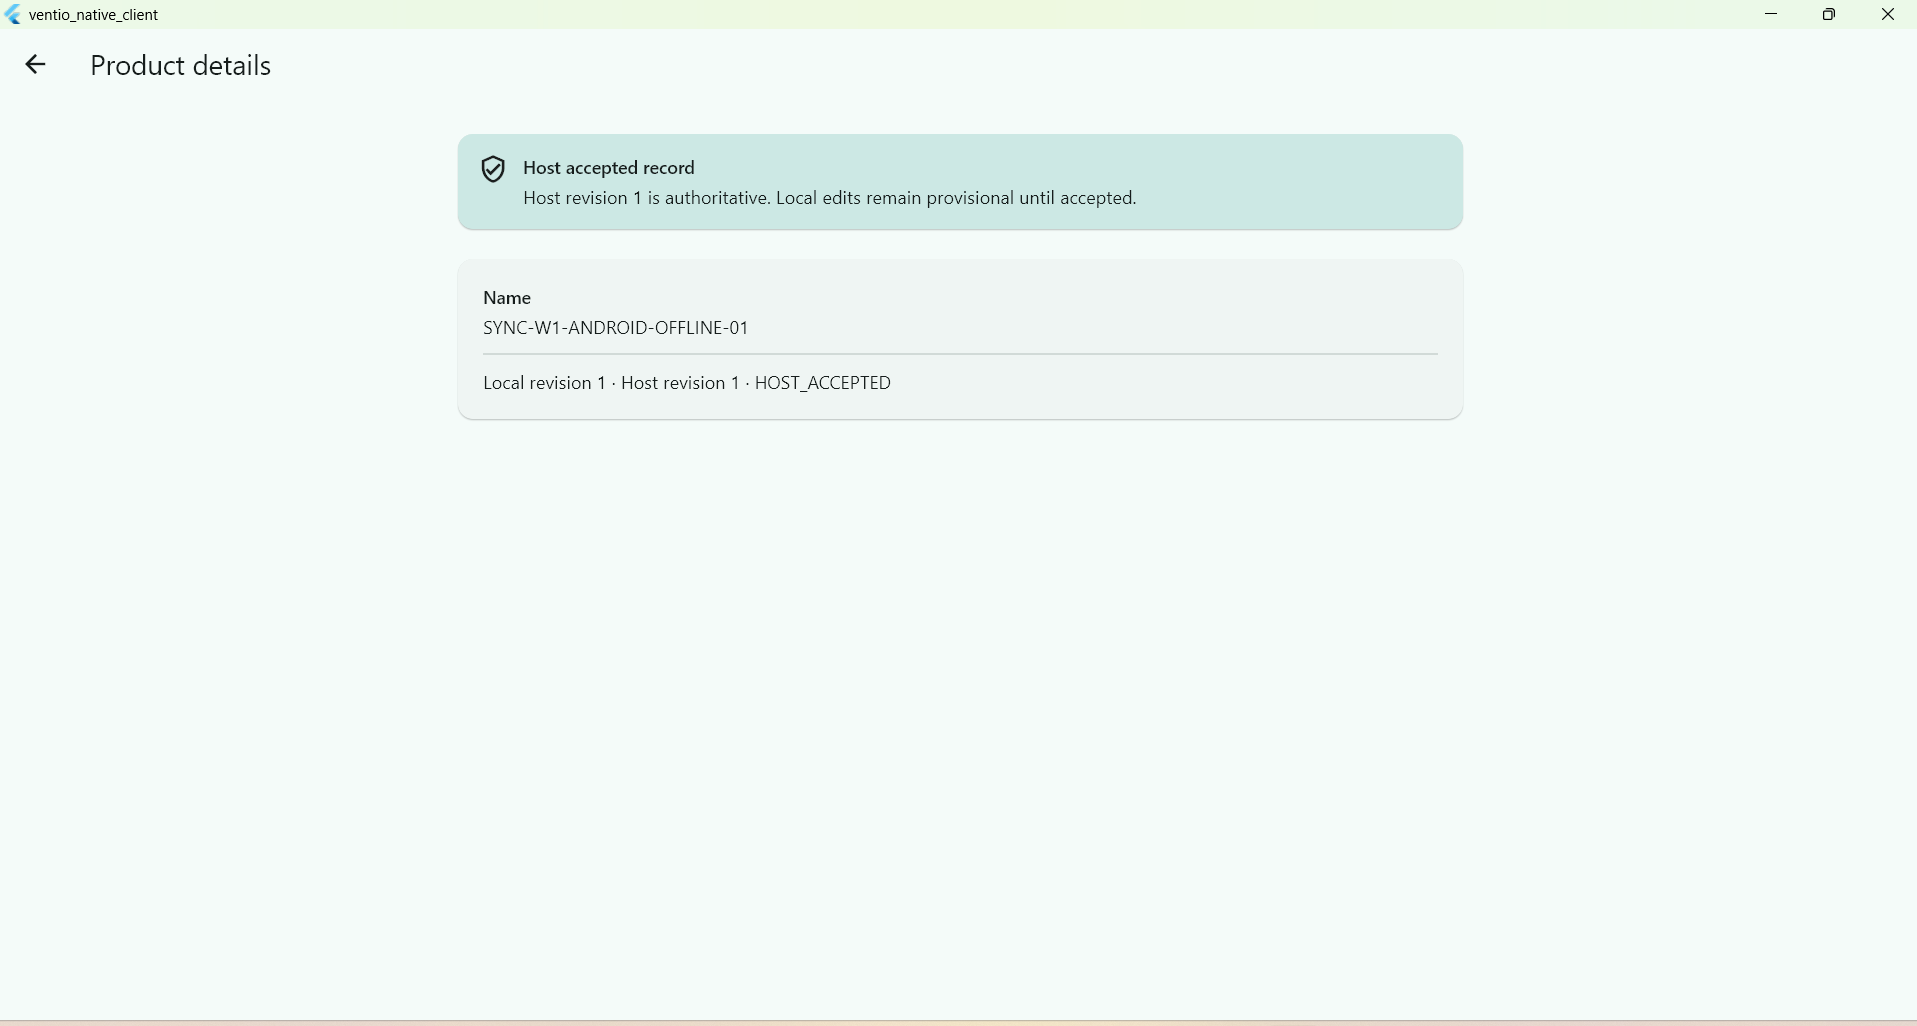 ventio_native_client
Product details
Host accepted record
Host revision 1 is authoritative. Local edits remain provisional until accepted.
Name
SYNC-W1-ANDROID-OFFLINE-01
Local revision 1 · Host revision 1 · HOST_ACCEPTED